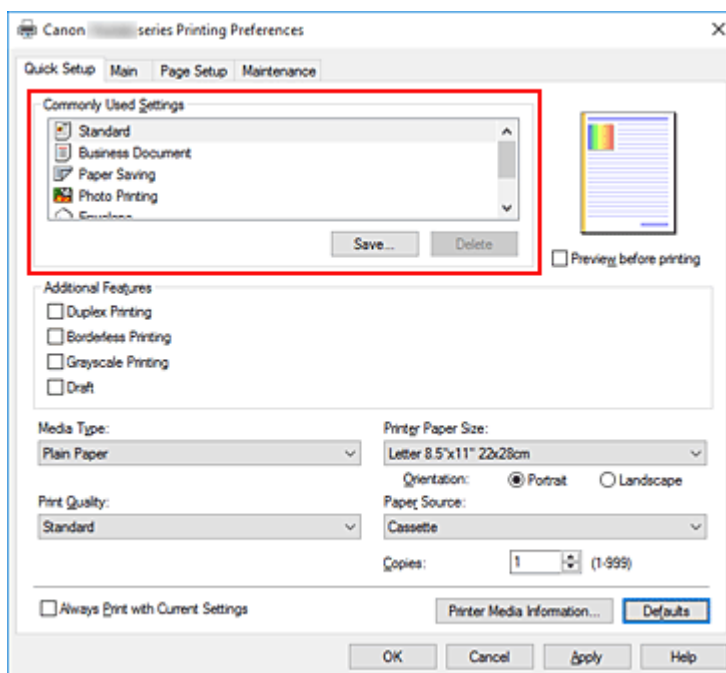 Canon series Printing Preferences
Quick Setup Main Page Setup Maintenance
Commonly Used Settings
Standard
Business Document
Paper Saving
Photo Printing
Envelope
Save... Delete
Preview before printing
Additional Features
Duplex Printing
Borderless Printing
Grayscale Printing
Draft
Media Type: Printer Paper Size:
Plain Paper Letter 8.5"x11" 22x28cm
Orientation: Portrait Landscape
Print Quality: Paper Source:
Standard Cassette
Copies: 1 (1-999)
Always Print with Current Settings Printer Media Information... Defaults
OK Cancel Apply Help